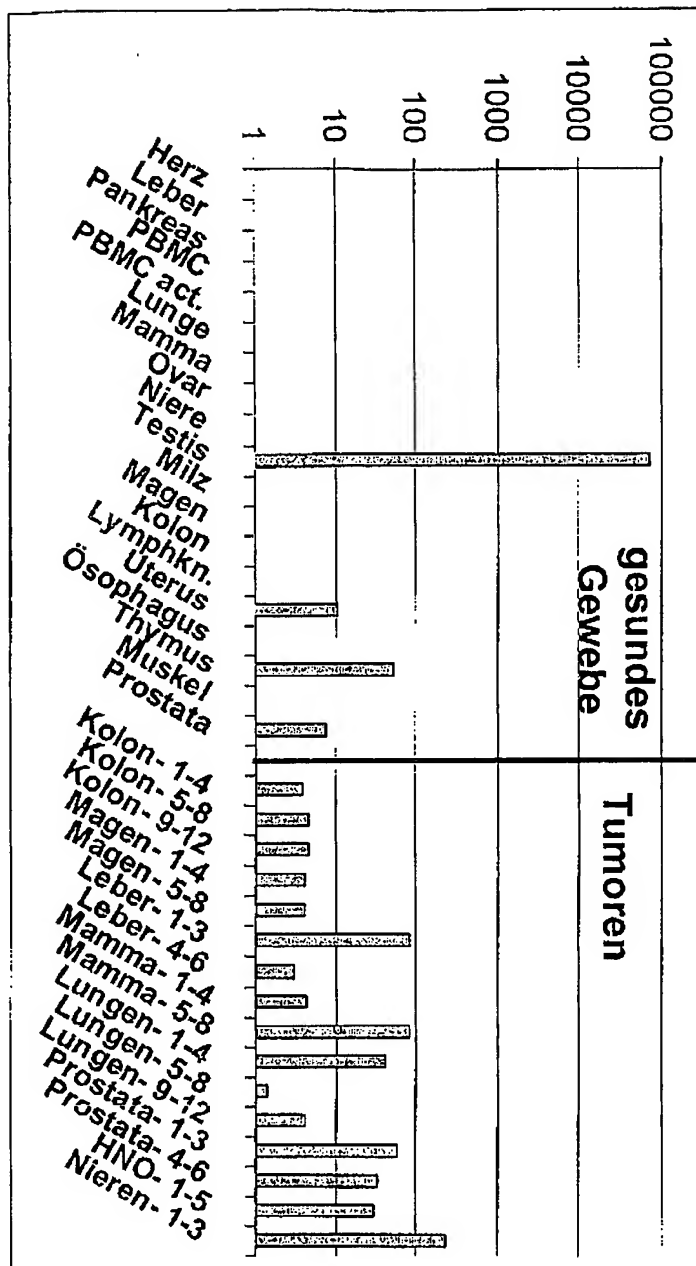 100000
10000
1000
100
10
1
gesundes
Gewebe
Tumoren
Herz
Leber
Pankreas
PBMC
PBMC act.
Lunge
Mamma
Ovar
Niere
Testis
Milz
Magen
Kolon
Lymphkn.
Uterus
Ösophagus
Thymus
Muskel
Prostata
Kolon- 1-4
Kolon- 5-8
Kolon- 9-12
Magen- 1-4
Magen- 5-8
Leber- 1-3
Leber- 4-6
Mamma- 1-4
Mamma- 5-8
Lungen- 1-4
Lungen- 5-8
Lungen- 9-12
Prostata- 1-3
Prostata- 4-6
HNO- 1-5
Nieren- 1-3